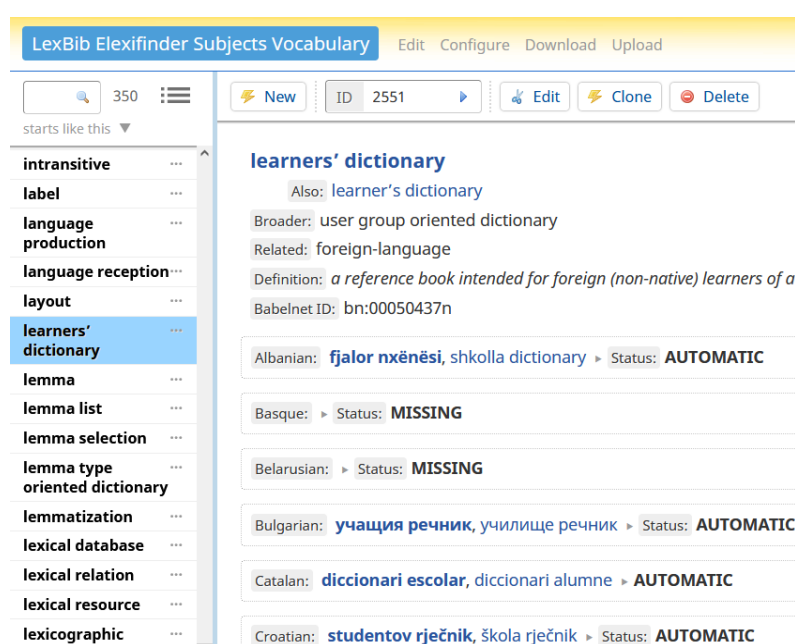 LexBib Elexifinder Subjects Vocabulary Edit Configure Download Upload
350
starts like this ▼
intransitive ...
label ...
language production ...
language reception ...
layout ...
learners’ dictionary ...
lemma ...
lemma list ...
lemma selection ...
lemma type oriented dictionary ...
lemmatization ...
lexical database ...
lexical relation ...
lexical resource ...
lexicographic ...
New ID 2551 Edit Clone Delete
learners’ dictionary
Also: learner’s dictionary
Broader: user group oriented dictionary
Related: foreign-language
Definition: a reference book intended for foreign (non-native) learners of a
Babelnet ID: bn:00050437n
Albanian: fjalor nxënësi, shkolla dictionary ▸ Status: AUTOMATIC
Basque: ▸ Status: MISSING
Belarusian: ▸ Status: MISSING
Bulgarian: учащия речник, училище речник ▸ Status: AUTOMATIC
Catalan: diccionari escolar, diccionari alumne ▸ AUTOMATIC
Croatian: studentov rječnik, škola rječnik ▸ Status: AUTOMATIC